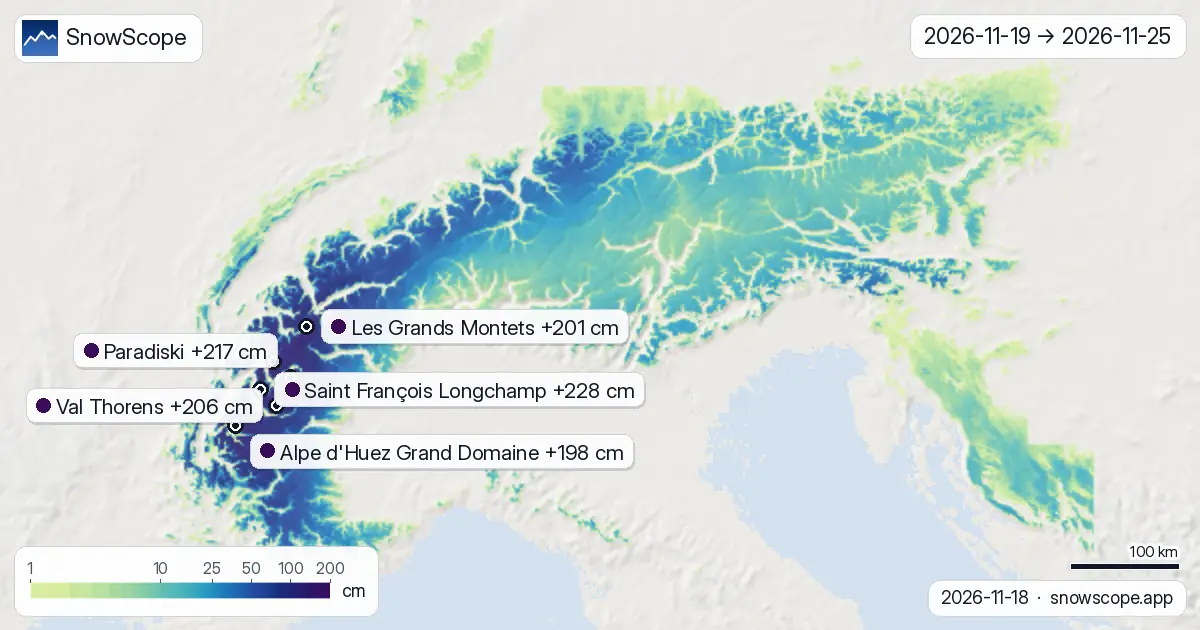 SnowScope
2026-11-19 → 2026-11-25
Les Grands Montets +201 cm
Paradiski +217 cm
Saint François Longchamp +228 cm
Val Thorens +206 cm
Alpe d'Huez Grand Domaine +198 cm
1 10 25 50 100 200
cm
100 km
2026-11-18 · snowscope.app